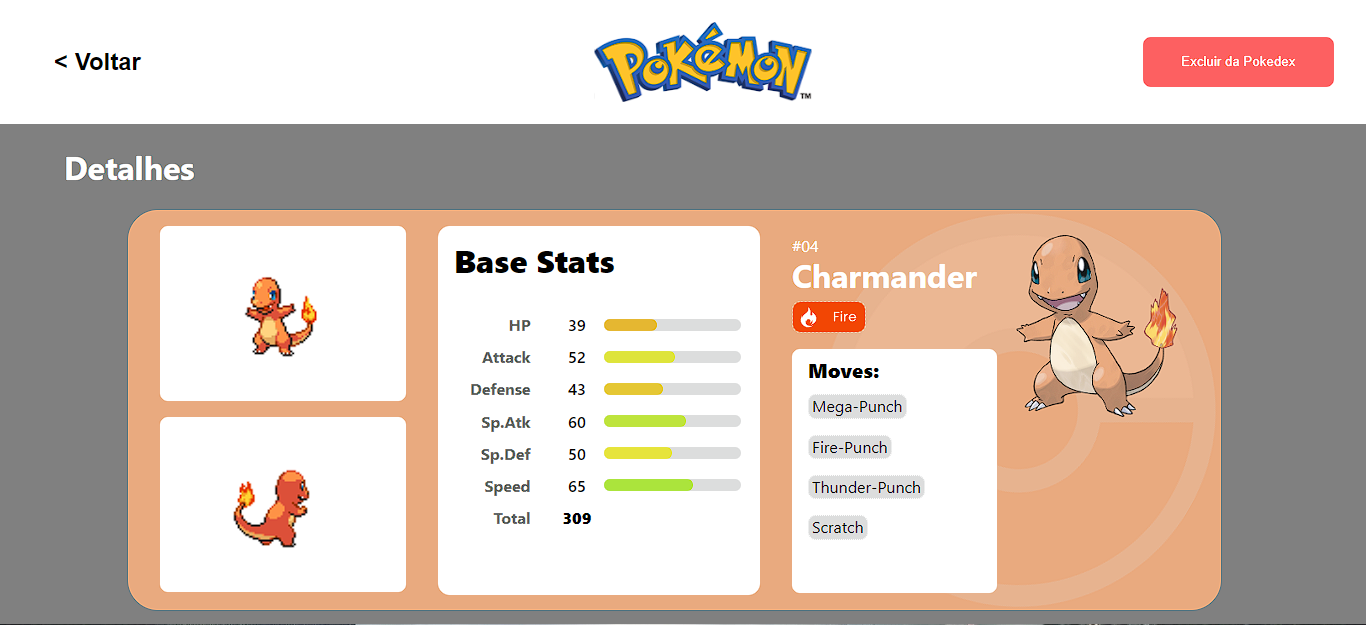 < Voltar
POKéMON
TM
Excluir da Pokedex
Detalhes
Base Stats
HP 39
Attack 52
Defense 43
Sp.Atk 60
Sp.Def 50
Speed 65
Total 309
#04
Charmander
Fire
Moves:
Mega-Punch
Fire-Punch
Thunder-Punch
Scratch